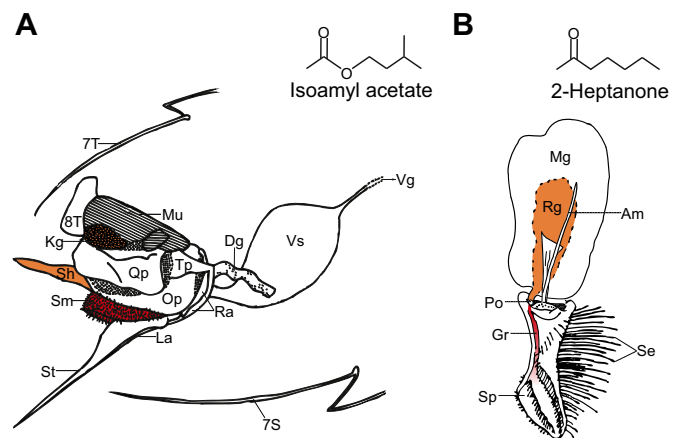 A
O
O
Isoamyl acetate
7T
8T
Mu
Kg
Sh
Qp
Tp
Dg
Vs
Vg
Sm
Op
Ra
La
St
7S
B
O
2-Heptanone
Mg
Rg
Am
Po
Gr
Se
Sp